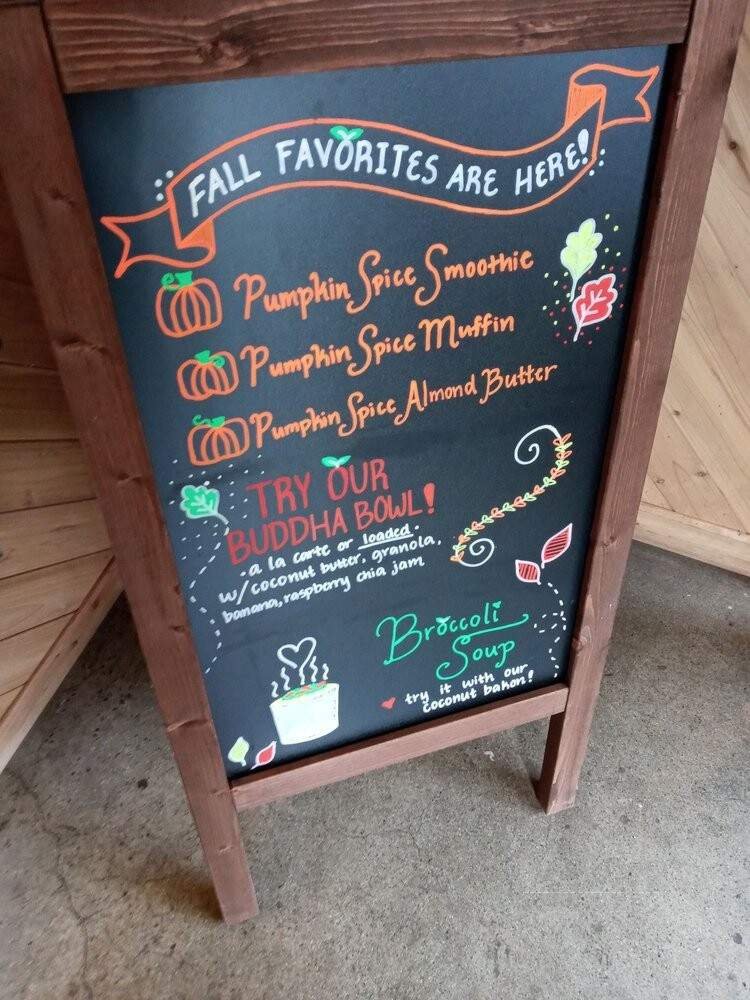 FALL FAVORITES ARE HERE!
Pumpkin Spice Smoothie
Pumpkin Spice Muffin
Pumpkin Spice Almond Butter
TRY OUR
BUDDHA BOWL!
a la carte or loaded
w/coconut butter, granola,
banana, raspberry chia jam
Broccoli
Soup
try it with our
coconut bakon!